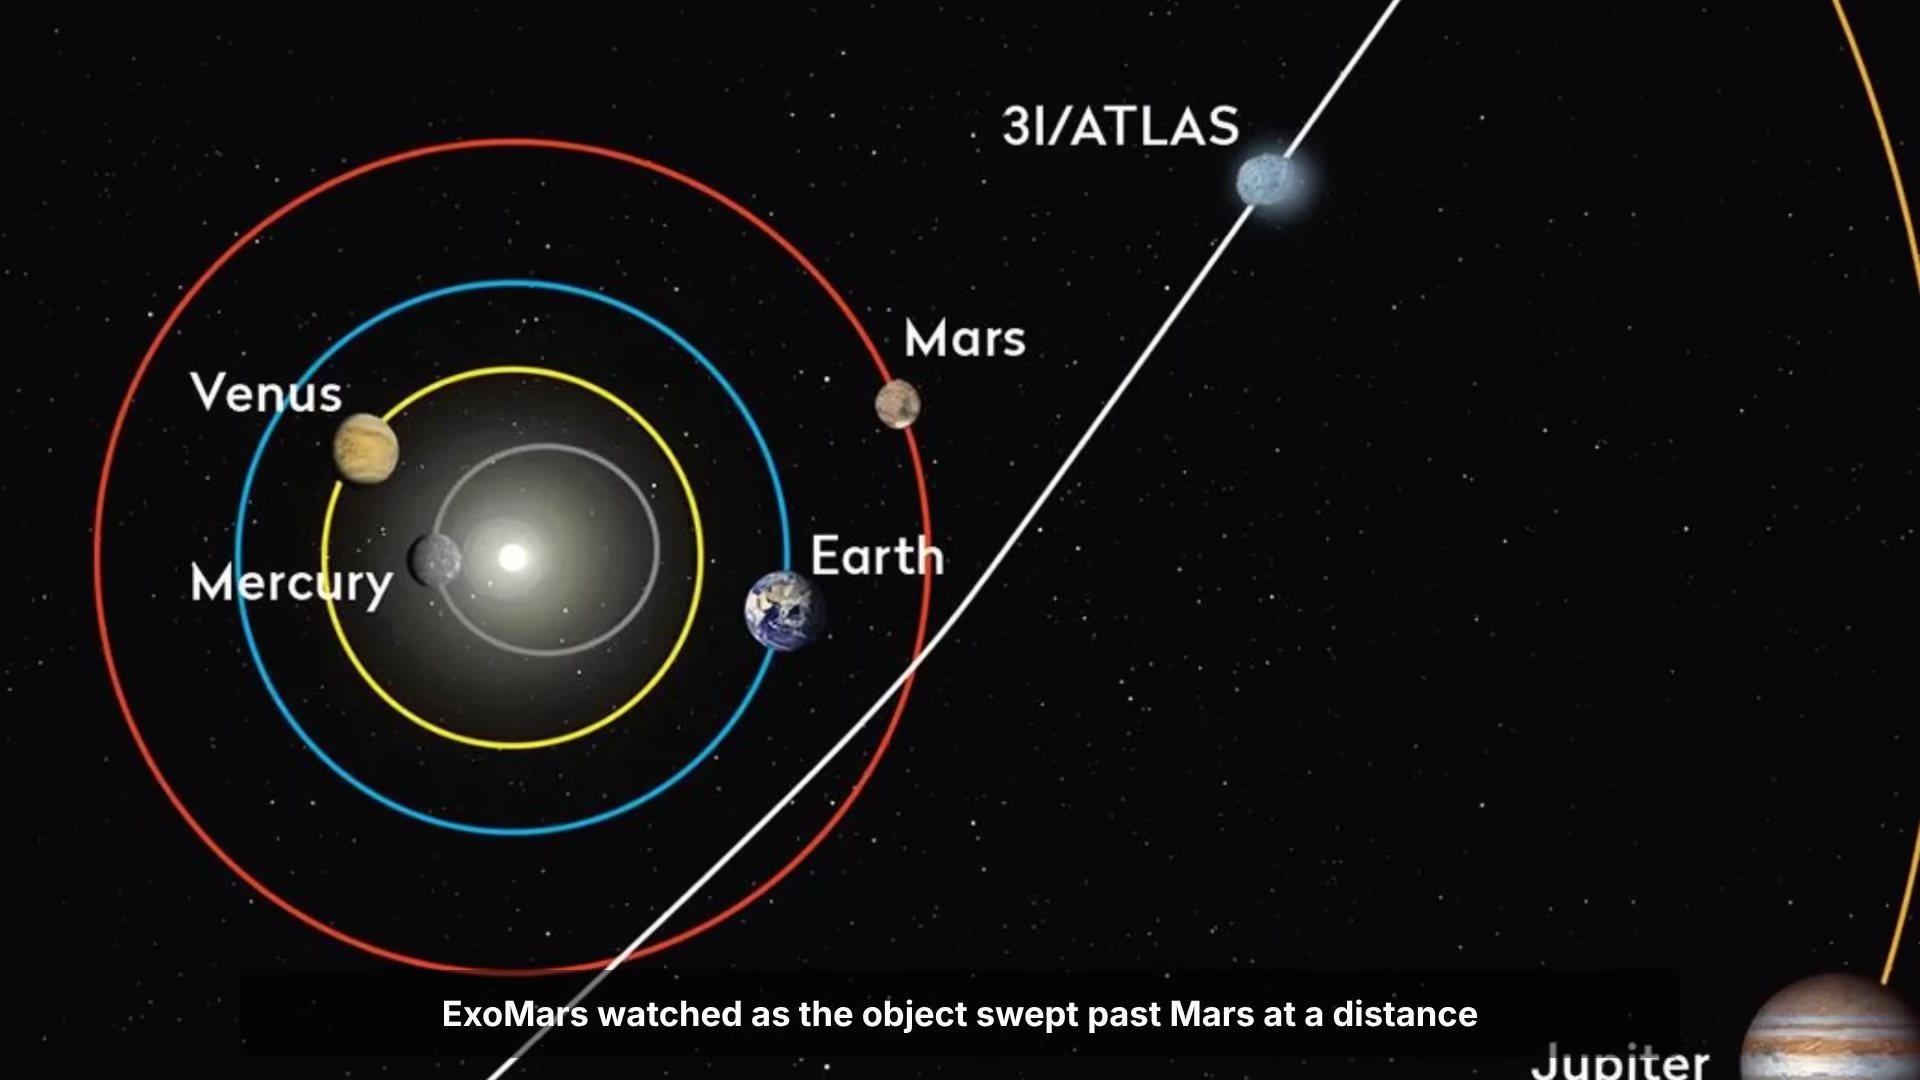 3I/ATLAS
Mars
Venus
Earth
Mercury
ExoMars watched as the object swept past Mars at a distance
Jupiter